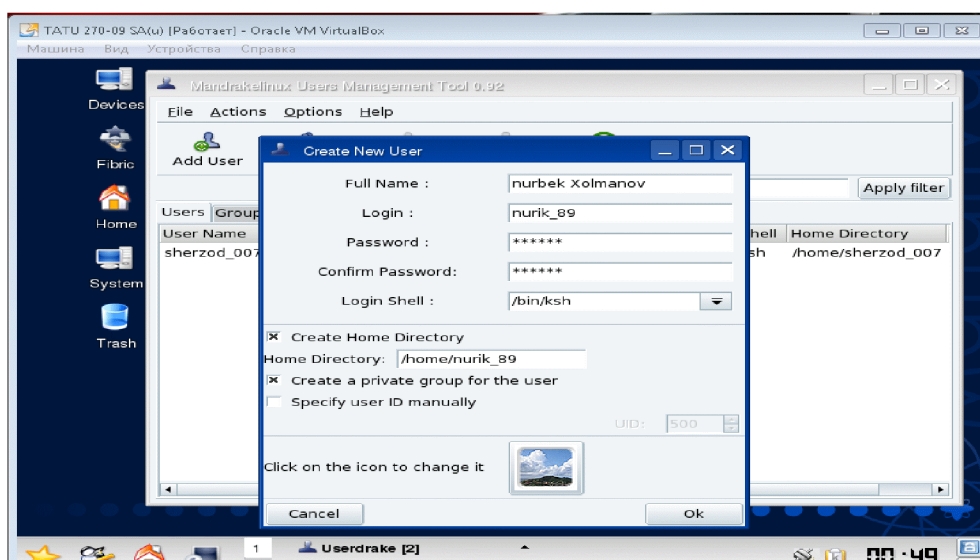 TATU 270-09 SA(u) [Работает] - Oracle VM VirtualBox
Машина Вид Устройства Справка
Devices
Fibric
Home
System
Trash
Mandrakelinux Users Management Tool 0.92
File Actions Options Help
Add User
Apply filter
Users Group
User Name Home Directory
sherzod_007 /home/sherzod_007
Create New User
Full Name : nurbek Xolmanov
Login : nurik_89
Password : ******
Confirm Password: ******
Login Shell : /bin/ksh
Create Home Directory
Home Directory: /home/nurik_89
Create a private group for the user
Specify user ID manually
UID: 500
Click on the icon to change it
Cancel Ok
1 Userdrake [2] 00:49